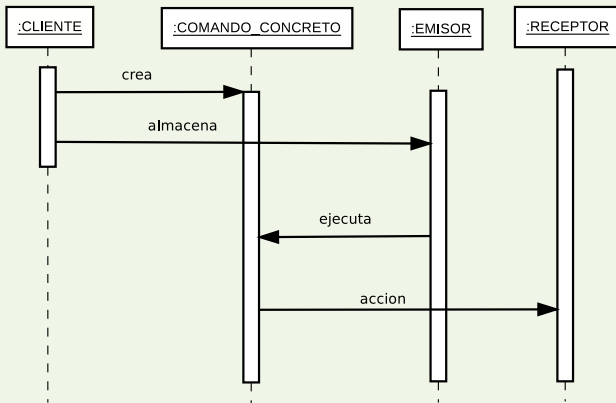 :CLIENTE
:COMANDO_CONCRETO
:EMISOR
:RECEPTOR
crea
almacena
ejecuta
accion